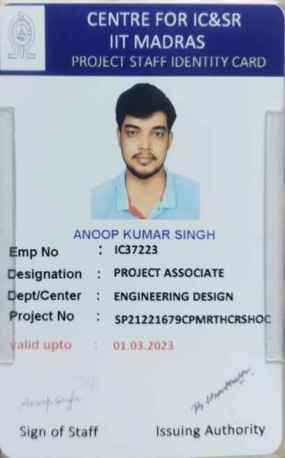 CENTRE FOR IC&SR
IIT MADRAS
PROJECT STAFF IDENTITY CARD
ANOOP KUMAR SINGH
Emp No : IC37223
Designation : PROJECT ASSOCIATE
Dept/Center : ENGINEERING DESIGN
Project No : SP21221679CPMRTHCRSHOC
valid upto : 01.03.2023
Anoop Singh
Sign of Staff
Issuing Authority